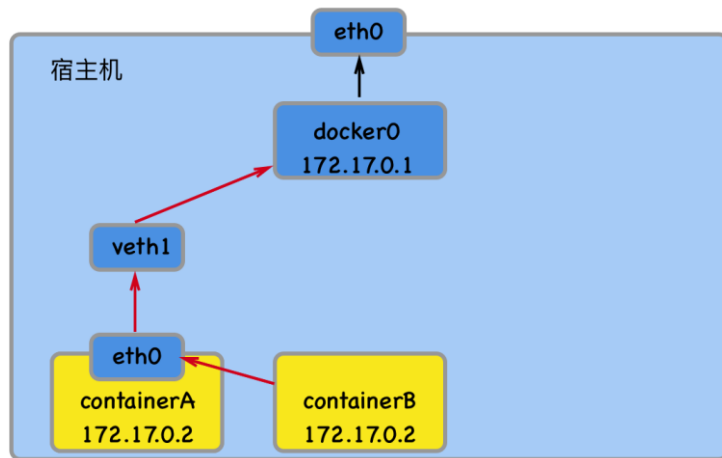 eth0
宿主机
docker0
172.17.0.1
veth1
eth0
containerA
172.17.0.2
containerB
172.17.0.2